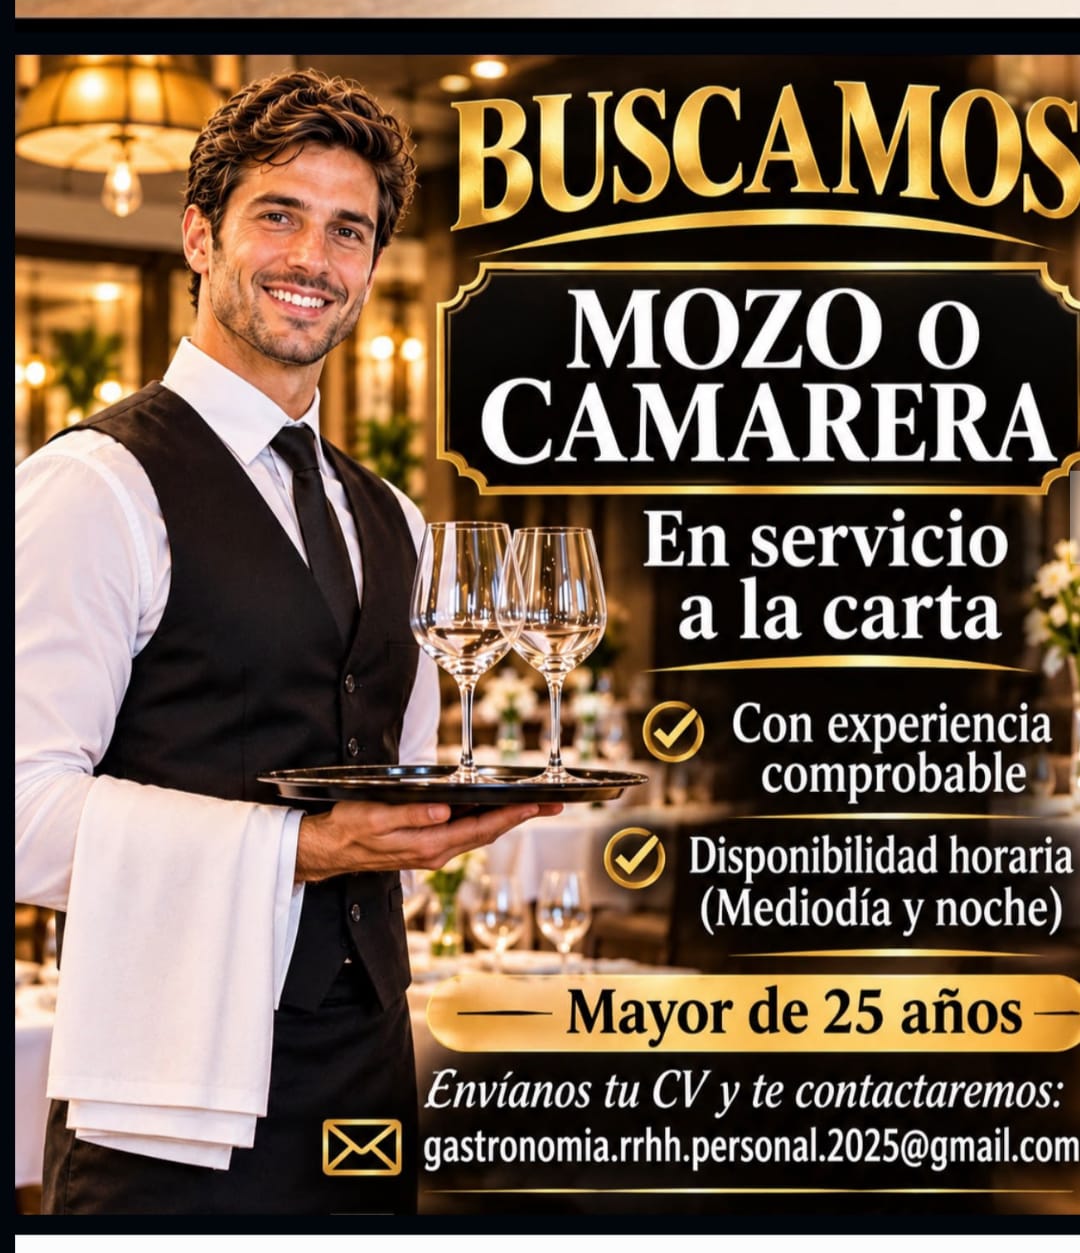 BUSCAMOS
MOZO O
CAMARERA
En servicio
a la carta
Con experiencia
comprobable
Disponibilidad horaria
(Mediodía y noche)
Mayor de 25 años
Envíanos tu CV y te contactaremos:
gastronomia.rrhh.personal.2025@gmail.com